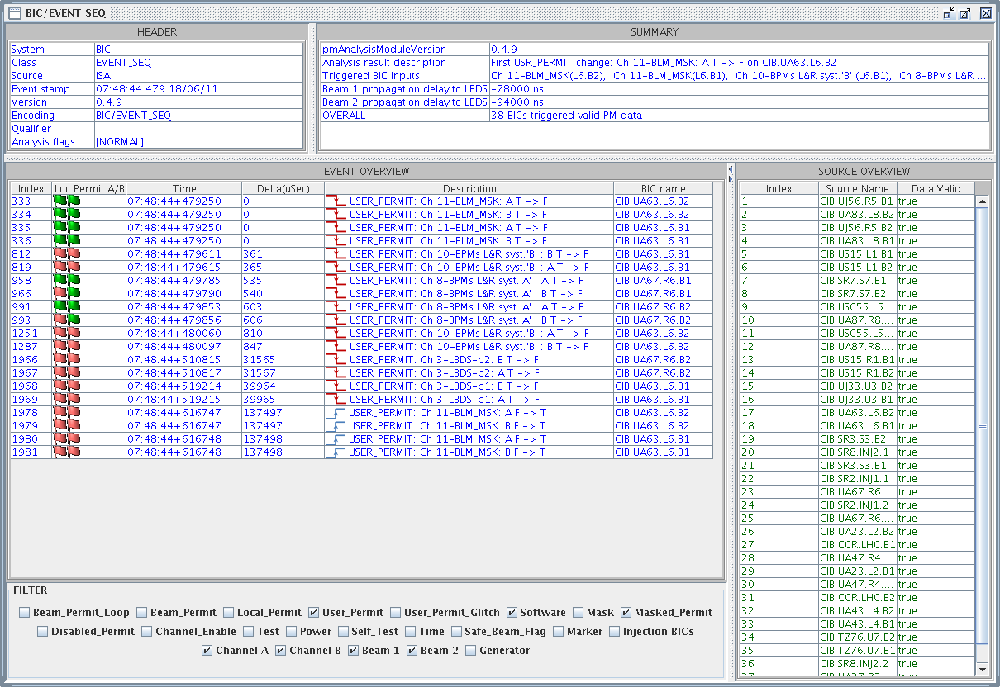 BIC/EVENT_SEQ
HEADER
System BIC
Class EVENT_SEQ
Source ISA
Event stamp 07:48:44.479 18/06/11
Version 0.4.9
Encoding BIC/EVENT_SEQ
Qualifier
Analysis flags [NORMAL]
SUMMARY
pmAnalysisModuleVersion 0.4.9
Analysis result description First USR_PERMIT change: Ch 11-BLM_MSK: A T -> F on CIB.UA63.L6.B2
Triggered BIC inputs Ch 11-BLM_MSK(L6.B2), Ch 11-BLM_MSK(L6.B1), Ch 10-BPMs L&R syst.'B' (L6.B1), Ch 8-BPMs L&R ...
Beam 1 propagation delay to LBDS -78000 ns
Beam 2 propagation delay to LBDS -94000 ns
OVERALL 38 BICs triggered valid PM data
EVENT OVERVIEW
Index Loc.Permit A/B Time Delta(uSec) Description BIC name
333 07:48:44+479250 0 USER_PERMIT: Ch 11-BLM_MSK: A T -> F CIB.UA63.L6.B2
334 07:48:44+479250 0 USER_PERMIT: Ch 11-BLM_MSK: B T -> F CIB.UA63.L6.B2
335 07:48:44+479250 0 USER_PERMIT: Ch 11-BLM_MSK: A T -> F CIB.UA63.L6.B1
336 07:48:44+479250 0 USER_PERMIT: Ch 11-BLM_MSK: B T -> F CIB.UA63.L6.B1
812 07:48:44+479611 361 USER_PERMIT: Ch 10-BPMs L&R syst.'B' : B T -> F CIB.UA63.L6.B1
819 07:48:44+479615 365 USER_PERMIT: Ch 10-BPMs L&R syst.'B' : A T -> F CIB.UA63.L6.B1
958 07:48:44+479785 535 USER_PERMIT: Ch 8-BPMs L&R syst.'A' : A T -> F CIB.UA67.R6.B1
966 07:48:44+479790 540 USER_PERMIT: Ch 8-BPMs L&R syst.'A' : B T -> F CIB.UA67.R6.B1
991 07:48:44+479853 603 USER_PERMIT: Ch 8-BPMs L&R syst.'A' : A T -> F CIB.UA67.R6.B2
993 07:48:44+479856 606 USER_PERMIT: Ch 8-BPMs L&R syst.'A' : B T -> F CIB.UA67.R6.B2
1251 07:48:44+480060 810 USER_PERMIT: Ch 10-BPMs L&R syst.'B' : A T -> F CIB.UA63.L6.B2
1287 07:48:44+480097 847 USER_PERMIT: Ch 10-BPMs L&R syst.'B' : B T -> F CIB.UA63.L6.B2
1966 07:48:44+510815 31565 USER_PERMIT: Ch 3-LBDS-b2: B T -> F CIB.UA67.R6.B2
1967 07:48:44+510817 31567 USER_PERMIT: Ch 3-LBDS-b2: A T -> F CIB.UA67.R6.B2
1968 07:48:44+519214 39964 USER_PERMIT: Ch 3-LBDS-b1: B T -> F CIB.UA63.L6.B1
1969 07:48:44+519215 39965 USER_PERMIT: Ch 3-LBDS-b1: A T -> F CIB.UA63.L6.B1
1978 07:48:44+616747 137497 USER_PERMIT: Ch 11-BLM_MSK: A F -> T CIB.UA63.L6.B2
1979 07:48:44+616747 137497 USER_PERMIT: Ch 11-BLM_MSK: B F -> T CIB.UA63.L6.B2
1980 07:48:44+616748 137498 USER_PERMIT: Ch 11-BLM_MSK: A F -> T CIB.UA63.L6.B1
1981 07:48:44+616748 137498 USER_PERMIT: Ch 11-BLM_MSK: B F -> T CIB.UA63.L6.B1
SOURCE OVERVIEW
Index Source Name Data Valid
1 CIB.UJ56.R5.B1 true
2 CIB.UA83.L8.B2 true
3 CIB.UJ56.R5.B2 true
4 CIB.UA83.L8.B1 true
5 CIB.US15.L1.B1 true
6 CIB.US15.L1.B2 true
7 CIB.SR7.S7.B1 true
8 CIB.SR7.S7.B2 true
9 CIB.USC55.L5... true
10 CIB.UA87.R8.... true
11 CIB.USC55.L5... true
12 CIB.UA87.R8.... true
13 CIB.US15.R1.B1 true
14 CIB.US15.R1.B2 true
15 CIB.UJ33.U3.B2 true
16 CIB.UJ33.U3.B1 true
17 CIB.UA63.L6.B2 true
18 CIB.UA63.L6.B1 true
19 CIB.SR3.S3.B2 true
20 CIB.SR8.INJ2.1 true
21 CIB.SR3.S3.B1 true
22 CIB.SR2.INJ1.1 true
23 CIB.UA67.R6.... true
24 CIB.SR2.INJ1.2 true
25 CIB.UA67.R6.... true
26 CIB.UA23.L2.B2 true
27 CIB.CCR.LHC.B1 true
28 CIB.UA47.R4.... true
29 CIB.UA23.L2.B1 true
30 CIB.UA47.R4.... true
31 CIB.CCR.LHC.B2 true
32 CIB.UA43.L4.B2 true
33 CIB.UA43.L4.B1 true
34 CIB.TZ76.U7.B2 true
35 CIB.TZ76.U7.B1 true
36 CIB.SR8.INJ2.2 true
FILTER
Beam_Permit_Loop Beam_Permit Local_Permit User_Permit User_Permit_Glitch Software Mask Masked_Permit
Disabled_Permit Channel_Enable Test Power Self_Test Time Safe_Beam_Flag Marker Injection BICs
Channel A Channel B Beam 1 Beam 2 Generator